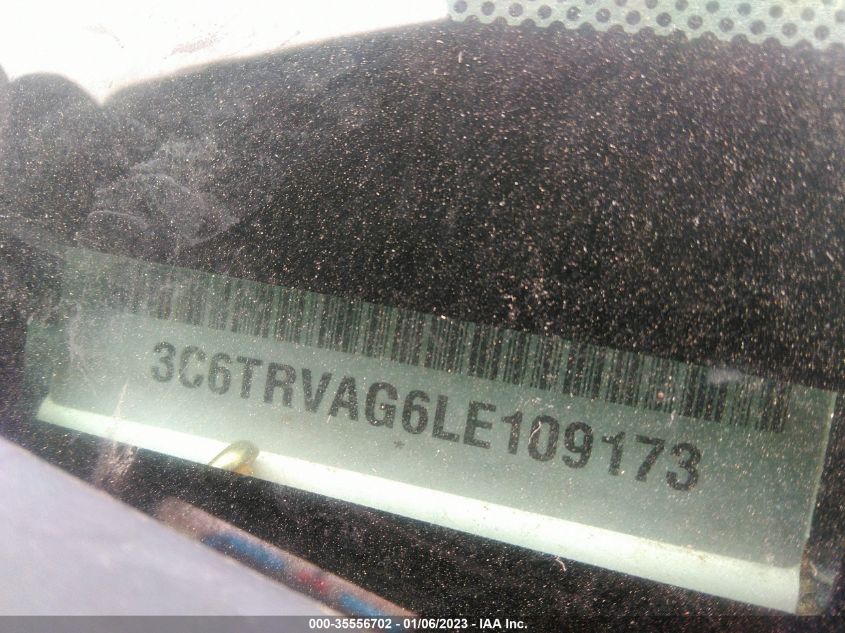 3C6TRVAG6LE109173
*
000-35556702 - 01/06/2023 - IAA Inc.